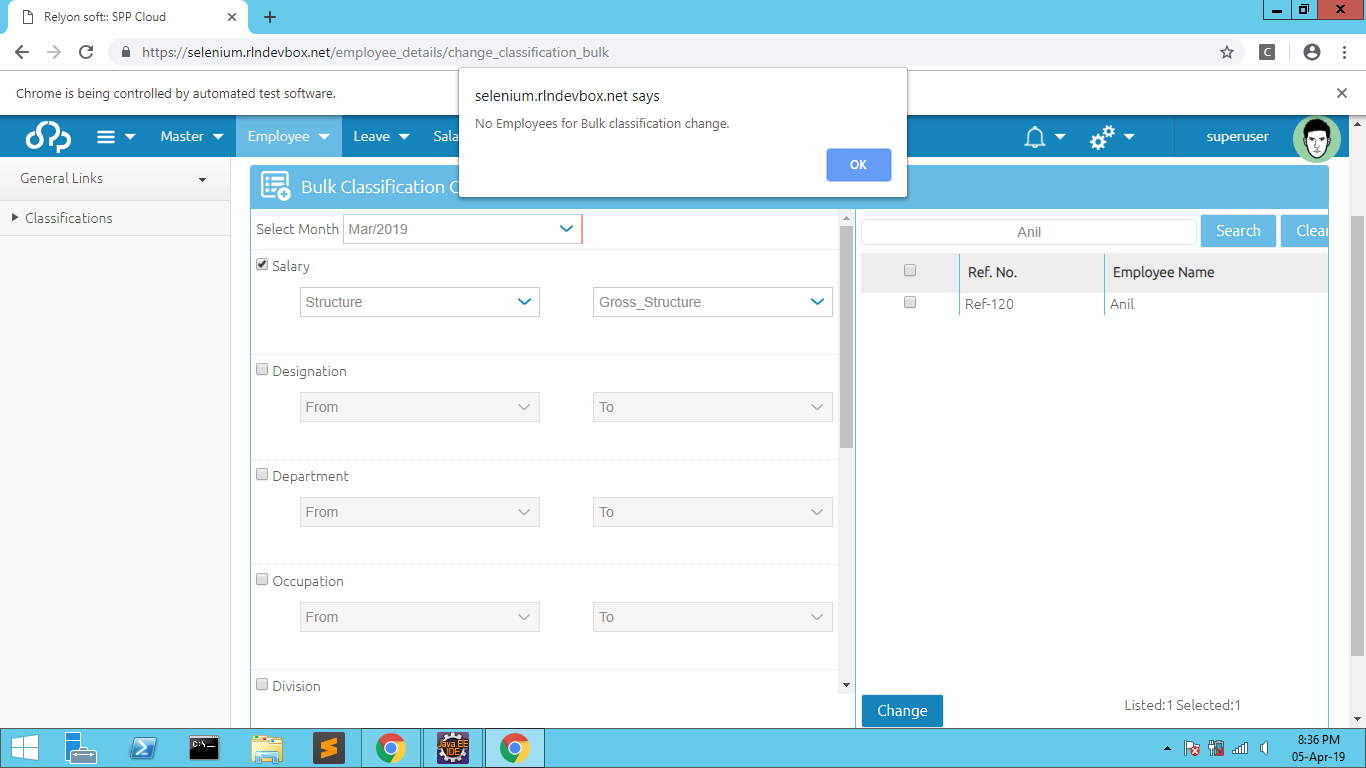 Relyon soft:: SPP Cloud
https://selenium.rlndevbox.net/employee_details/change_classification_bulk
C
Chrome is being controlled by automated test software.
selenium.rlndevbox.net says
No Employees for Bulk classification change.
OK
Master
Employee
Leave
superuser
General Links
Classifications
Bulk Classification
Select Month Mar/2019
Salary
Structure
Gross_Structure
Designation
From
To
Department
From
To
Occupation
From
To
Division
Anil
Search
Clear
Ref. No.
Employee Name
Ref-120
Anil
Change
Listed:1 Selected:1
C:\_
Java EE
IDE
8:36 PM
05-Apr-19